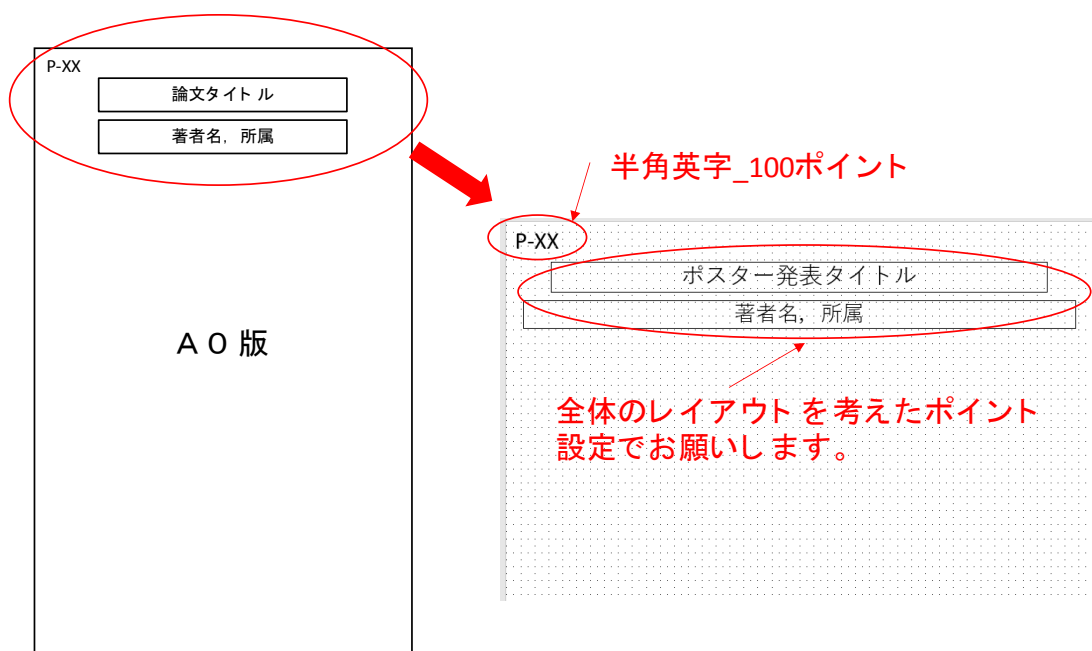 P-XX
論文タイトル
著者名，所属
A0版
半角英字_100ポイント
P-XX
ポスター発表タイトル
著者名，所属
全体のレイアウトを考えたポイント
設定でお願いします。